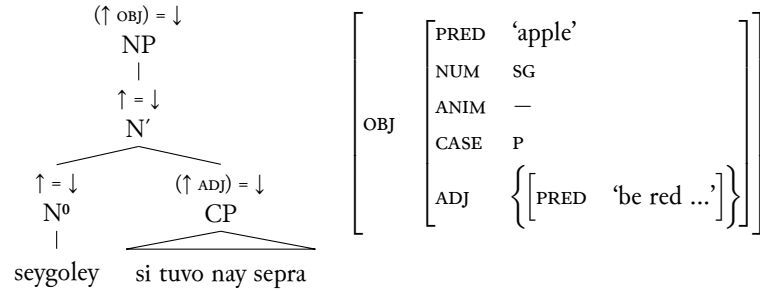 (↑ OBJ) = ↓
NP
↑ = ↓
N′
↑ = ↓ (↑ ADJ) = ↓
N⁰ CP
seygoley si tuvo nay sepra
OBJ
PRED ‘apple’
NUM SG
ANIM —
CASE P
ADJ {[PRED ‘be red ...’]}